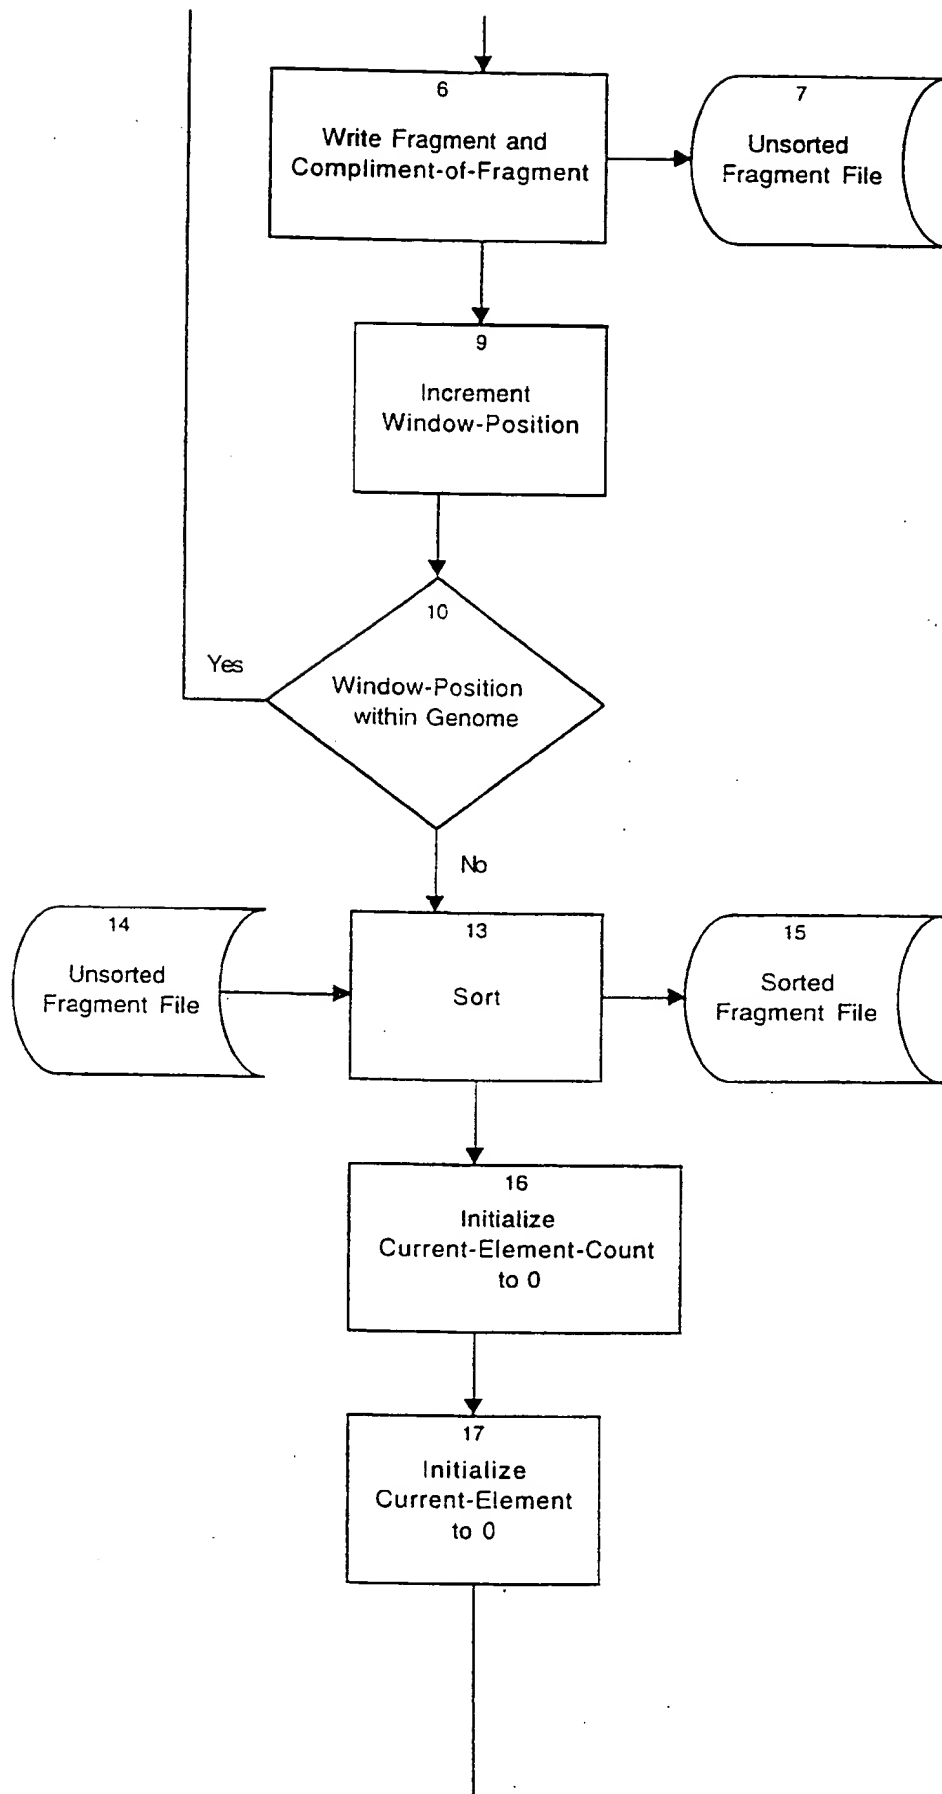 6
Write Fragment and
Compliment-of-Fragment
7
Unsorted
Fragment File
9
Increment
Window-Position
10
Window-Position
within Genome
Yes
No
14
Unsorted
Fragment File
13
Sort
15
Sorted
Fragment File
16
Initialize
Current-Element-Count
to 0
17
Initialize
Current-Element
to 0